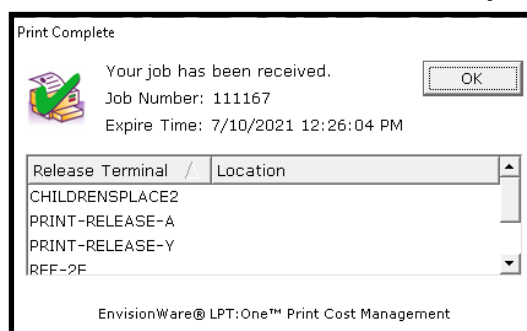 Print Complete
Your job has been received.
OK
Job Number: 111167
Expire Time: 7/10/2021 12:26:04 PM
Release Terminal Location
CHILDRENSPLACE2
PRINT-RELEASE-A
PRINT-RELEASE-Y
EnvisionWare® LPT:One™ Print Cost Management